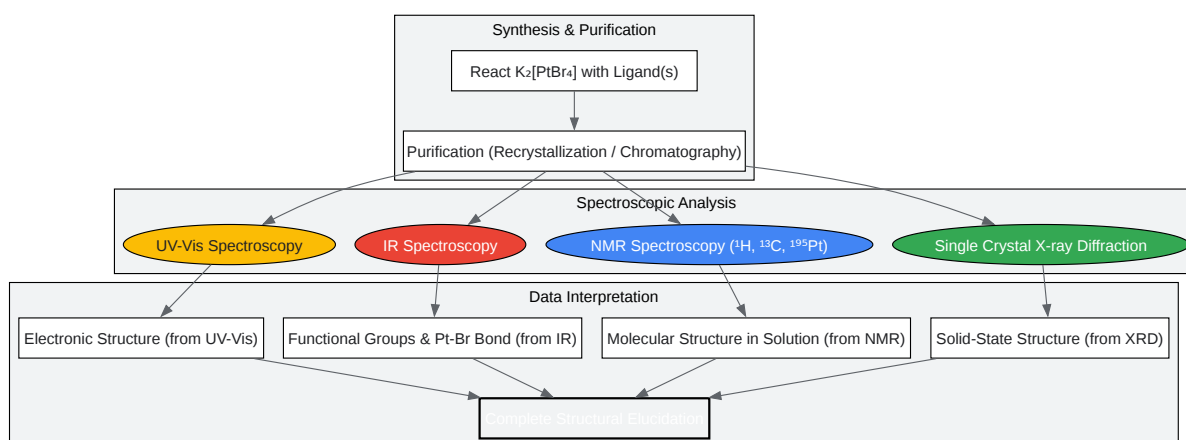 Synthesis & Purification
React K₂[PtBr₄] with Ligand(s)
Purification (Recrystallization / Chromatography)
Spectroscopic Analysis
UV-Vis Spectroscopy
IR Spectroscopy
NMR Spectroscopy (¹H, ¹³C, ¹⁹⁵Pt)
Single Crystal X-ray Diffraction
Data Interpretation
Electronic Structure (from UV-Vis)
Functional Groups & Pt-Br Bond (from IR)
Molecular Structure in Solution (from NMR)
Solid-State Structure (from XRD)
Complete Structural Elucidation